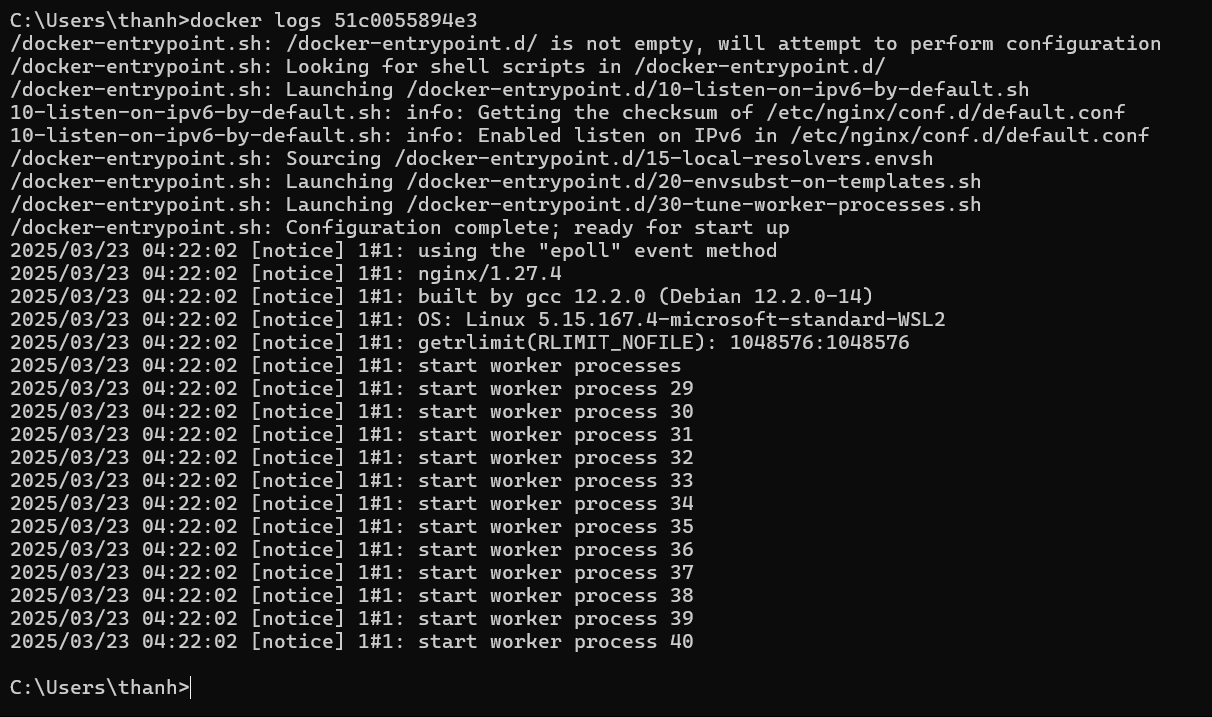 C:\Users\thanh>docker logs 51c0055894e3
/docker-entrypoint.sh: /docker-entrypoint.d/ is not empty, will attempt to perform configuration
/docker-entrypoint.sh: Looking for shell scripts in /docker-entrypoint.d/
/docker-entrypoint.sh: Launching /docker-entrypoint.d/10-listen-on-ipv6-by-default.sh
10-listen-on-ipv6-by-default.sh: info: Getting the checksum of /etc/nginx/conf.d/default.conf
10-listen-on-ipv6-by-default.sh: info: Enabled listen on IPv6 in /etc/nginx/conf.d/default.conf
/docker-entrypoint.sh: Sourcing /docker-entrypoint.d/15-local-resolvers.envsh
/docker-entrypoint.sh: Launching /docker-entrypoint.d/20-envsubst-on-templates.sh
/docker-entrypoint.sh: Launching /docker-entrypoint.d/30-tune-worker-processes.sh
/docker-entrypoint.sh: Configuration complete; ready for start up
2025/03/23 04:22:02 [notice] 1#1: using the "epoll" event method
2025/03/23 04:22:02 [notice] 1#1: nginx/1.27.4
2025/03/23 04:22:02 [notice] 1#1: built by gcc 12.2.0 (Debian 12.2.0-14)
2025/03/23 04:22:02 [notice] 1#1: OS: Linux 5.15.167.4-microsoft-standard-WSL2
2025/03/23 04:22:02 [notice] 1#1: getrlimit(RLIMIT_NOFILE): 1048576:1048576
2025/03/23 04:22:02 [notice] 1#1: start worker processes
2025/03/23 04:22:02 [notice] 1#1: start worker process 29
2025/03/23 04:22:02 [notice] 1#1: start worker process 30
2025/03/23 04:22:02 [notice] 1#1: start worker process 31
2025/03/23 04:22:02 [notice] 1#1: start worker process 32
2025/03/23 04:22:02 [notice] 1#1: start worker process 33
2025/03/23 04:22:02 [notice] 1#1: start worker process 34
2025/03/23 04:22:02 [notice] 1#1: start worker process 35
2025/03/23 04:22:02 [notice] 1#1: start worker process 36
2025/03/23 04:22:02 [notice] 1#1: start worker process 37
2025/03/23 04:22:02 [notice] 1#1: start worker process 38
2025/03/23 04:22:02 [notice] 1#1: start worker process 39
2025/03/23 04:22:02 [notice] 1#1: start worker process 40
C:\Users\thanh>